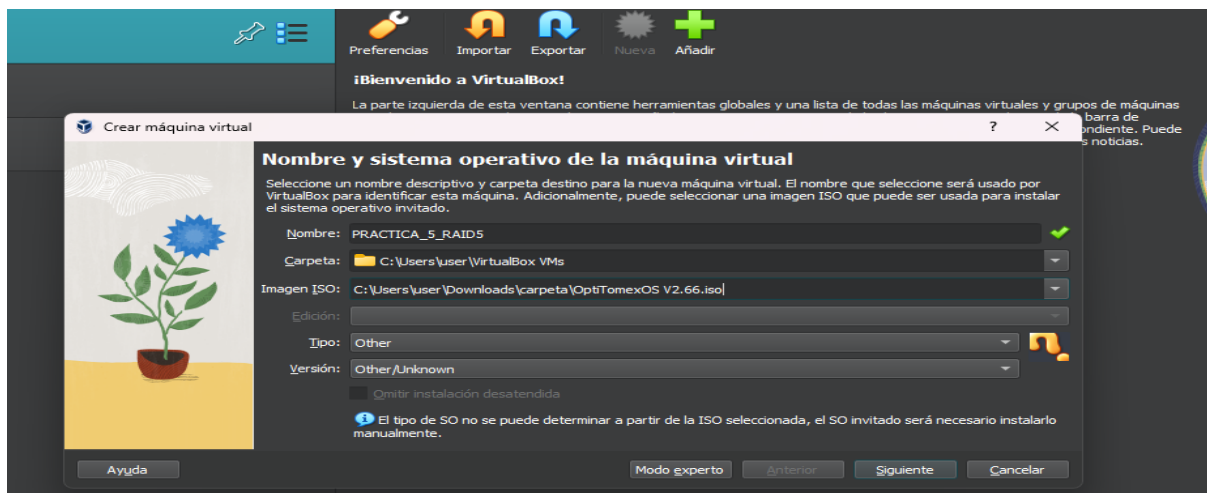 Preferencias Importar Exportar Nueva Añadir
¡Bienvenido a VirtualBox!
La parte izquierda de esta ventana contiene herramientas globales y una lista de todas las máquinas virtuales y grupos de máquinas
barra de
ondiente. Puede
s noticias.
Crear máquina virtual ?
Nombre y sistema operativo de la máquina virtual
Seleccione un nombre descriptivo y carpeta destino para la nueva máquina virtual. El nombre que seleccione será usado por
VirtualBox para identificar esta máquina. Adicionalmente, puede seleccionar una imagen ISO que puede ser usada para instalar
el sistema operativo invitado.
Nombre: PRACTICA_5_RAID5
Carpeta: C:\Users\user\VirtualBox VMs
Imagen ISO: C:\Users\user\Downloads\carpeta\OptiTomexOS V2.66.iso
Edición:
Tipo: Other
Versión: Other/Unknown
Omitir instalación desatendida
El tipo de SO no se puede determinar a partir de la ISO seleccionada, el SO invitado será necesario instalarlo
manualmente.
Ayuda Modo experto Anterior Siguiente Cancelar